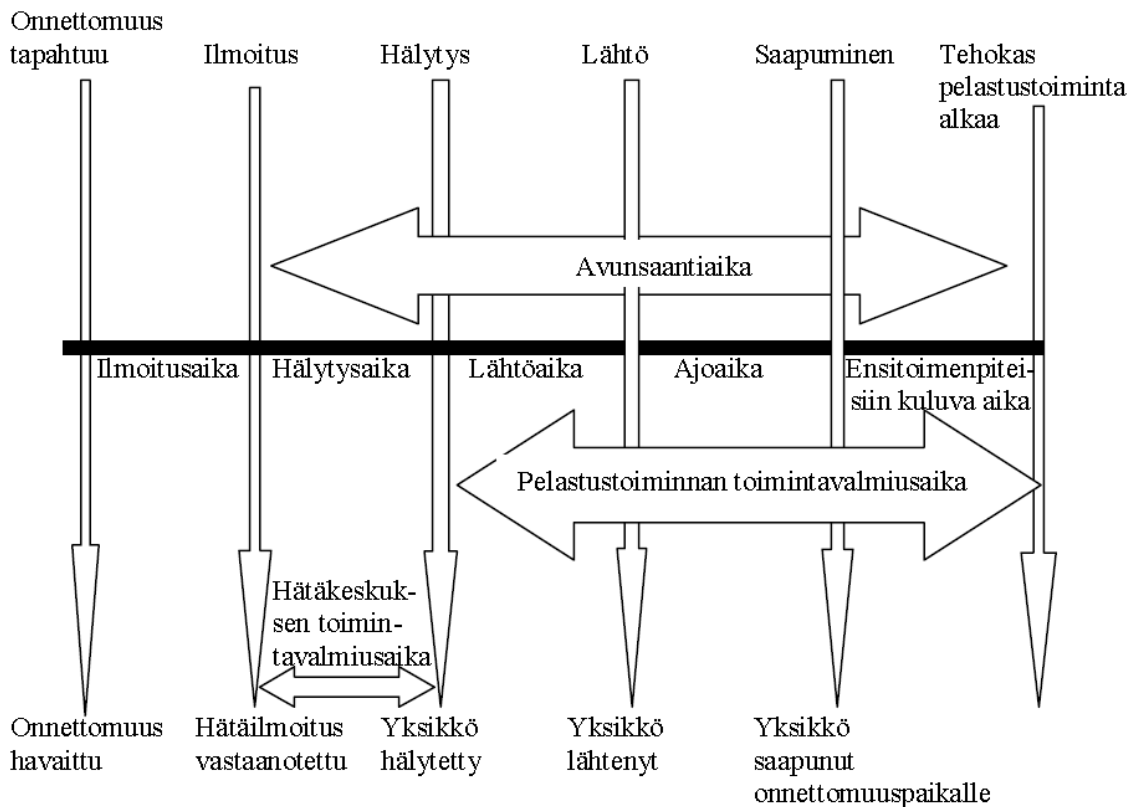 Onnettomuus
tapahtuu
Ilmoitus
Hälytys
Lähtö
Saapuminen
Tehokas
pelastustoiminta
alkaa
Avunsaantiaika
Ilmoitusaika
Hälytysaika
Lähtöaika
Ajoaika
Ensitoimenpitei-
siin kuluva aika
Pelastustoiminnan toimintavalmiusaika
Hätäkeskuk-
sen toimin-
tavalmiusaika
Onnettomuus
havaittu
Hätäilmoitus
vastaanotettu
Yksikkö
hälytetty
Yksikkö
lähtenyt
Yksikkö
saapunut
onnettomuuspaikalle